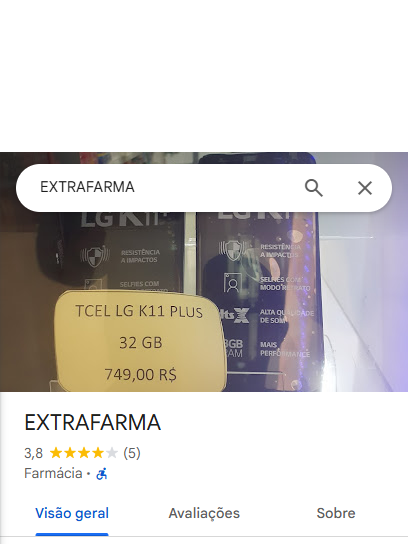 EXTRAFARMA
LG K11
LG K11
RESISTÊNCIA
A IMPACTOS
RESISTÊNCIA
A IMPACTOS
SELFIES COM
SELFIES COM O
MODO RETRATO
ALTA QUALIDADE
DE SOM
3GB
RAM
MAIS
PERFORMANCE
TCEL LG K11 PLUS
32 GB
749,00 R$
EXTRAFARMA
3,8 (5)
Farmácia ·
Visão geral Avaliações Sobre